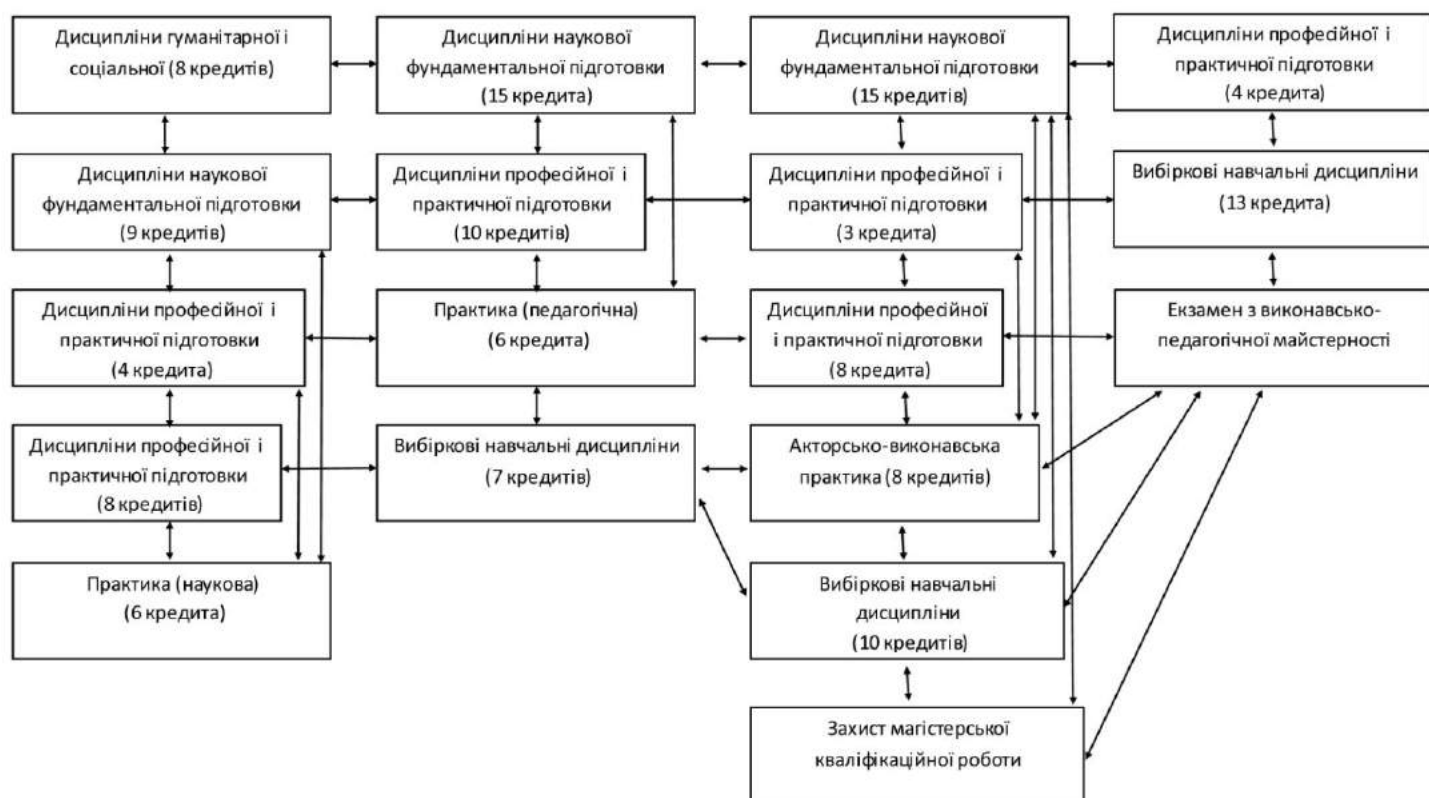 Дисципліни гуманітарної і
соціальної (8 кредитів)
Дисципліни наукової
фундаментальної підготовки
(15 кредита)
Дисципліни наукової
фундаментальної підготовки
(15 кредитів)
Дисципліни професійної і
практичної підготовки
(4 кредита)
Дисципліни наукової
фундаментальної підготовки
(9 кредитів)
Дисципліни професійної і
практичної підготовки
(10 кредитів)
Дисципліни професійної і
практичної підготовки
(3 кредита)
Вибіркові навчальні дисципліни
(13 кредита)
Дисципліни професійної і
практичної підготовки
(4 кредита)
Практика (педагогічна)
(6 кредита)
Дисципліни професійної
і практичної підготовки
(8 кредита)
Екзамен з виконавсько-
педагогічної майстерності
Дисципліни професійної і
практичної підготовки
(8 кредитів)
Вибіркові навчальні дисципліни
(7 кредитів)
Акторсько-виконавська
практика (8 кредитів)
Практика (наукова)
(6 кредита)
Вибіркові навчальні
дисципліни
(10 кредитів)
Захист магістерської
кваліфікаційної роботи